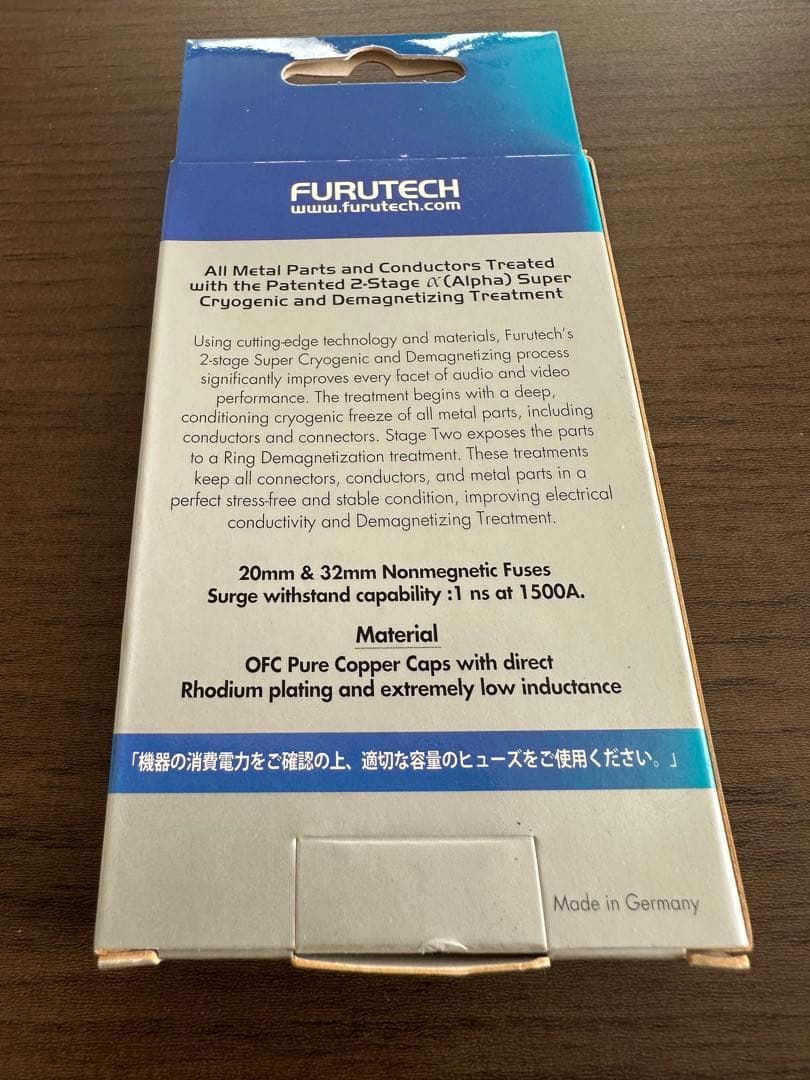 FURUTECH
www.furutech.com
All Metal Parts and Conductors Treated
with the Patented 2-Stage α(Alpha) Super
Cryogenic and Demagnetizing Treatment
Using cutting-edge technology and materials, Furutech's
2-stage Super Cryogenic and Demagnetizing process
significantly improves every facet of audio and video
performance. The treatment begins with a deep,
conditioning cryogenic freeze of all metal parts, including
conductors and connectors. Stage Two exposes the parts
to a Ring Demagnetization treatment. These treatments
keep all connectors, conductors, and metal parts in a
perfect stress-free and stable condition, improving electrical
conductivity and Demagnetizing Treatment.
20mm & 32mm Nonmegnetic Fuses
Surge withstand capability :1 ns at 1500A.
Material
OFC Pure Copper Caps with direct
Rhodium plating and extremely low inductance
「機器の消費電力をご確認の上、適切な容量のヒューズをご使用ください。」
Made in Germany